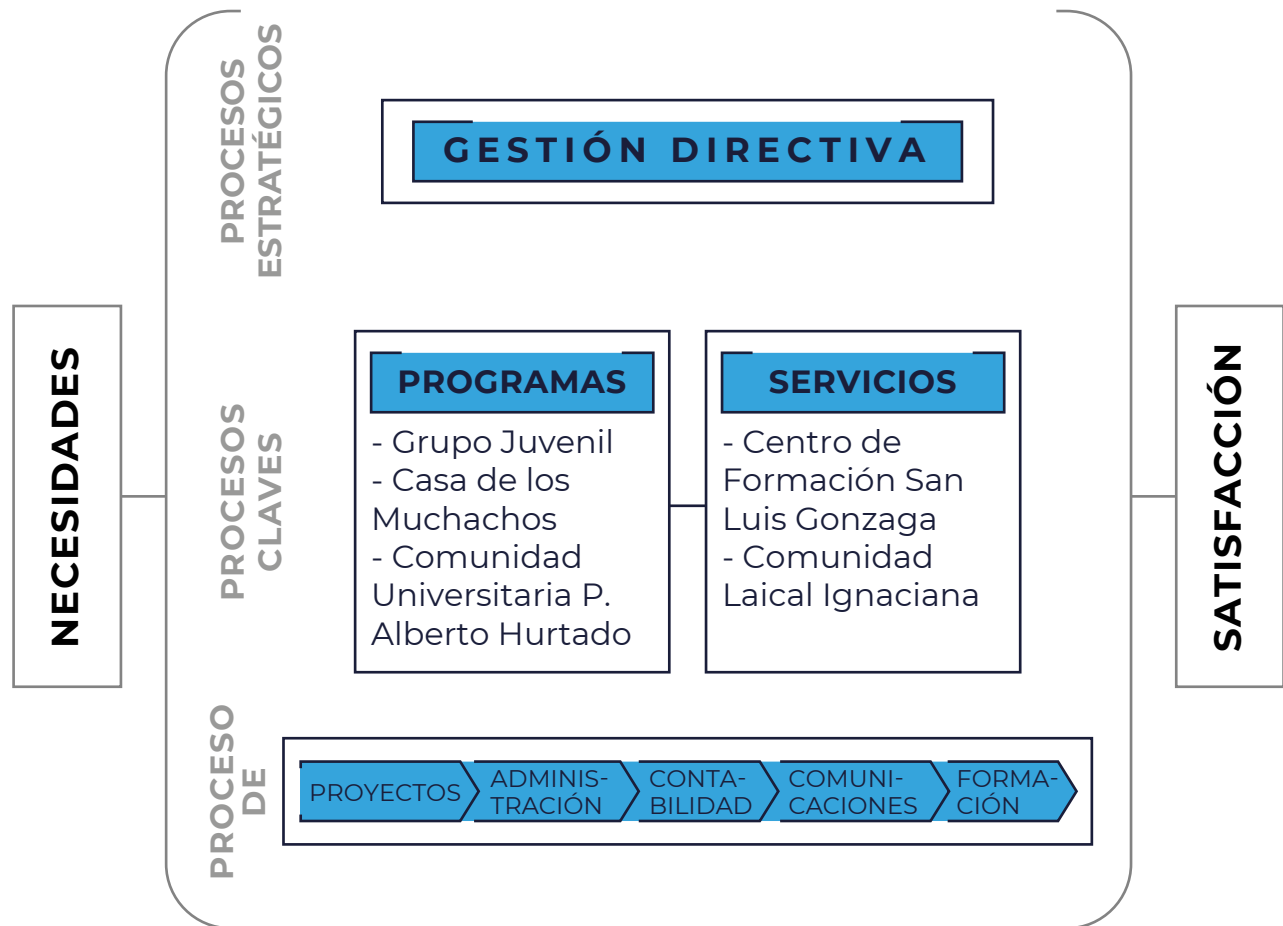 NECESIDADES
PROCESOS
ESTRATÉGICOS
GESTIÓN DIRECTIVA
PROCESOS
CLAVES
PROGRAMAS
- Grupo Juvenil
- Casa de los
Muchachos
- Comunidad
Universitaria P.
Alberto Hurtado
SERVICIOS
- Centro de
Formación San
Luis Gonzaga
- Comunidad
Laical Ignaciana
PROCESO
DE
PROYECTOS
ADMINIS-
TRACIÓN
CONTA-
BILIDAD
COMUNI-
CACIONES
FORMA-
CIÓN
SATISFACCIÓN